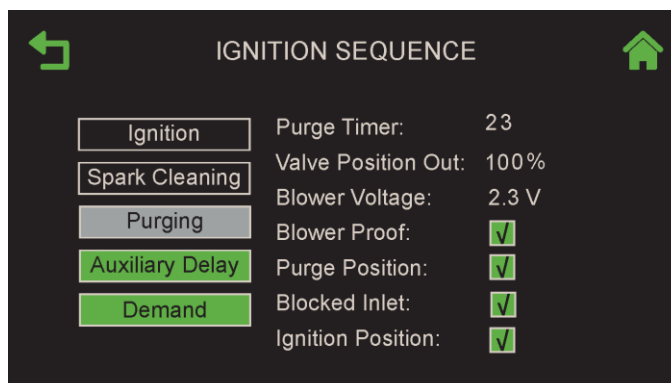 IGNITION SEQUENCE
Ignition
Spark Cleaning
Purging
Auxiliary Delay
Demand
Purge Timer: 23
Valve Position Out: 100%
Blower Voltage: 2.3 V
Blower Proof: √
Purge Position: √
Blocked Inlet: √
Ignition Position: √